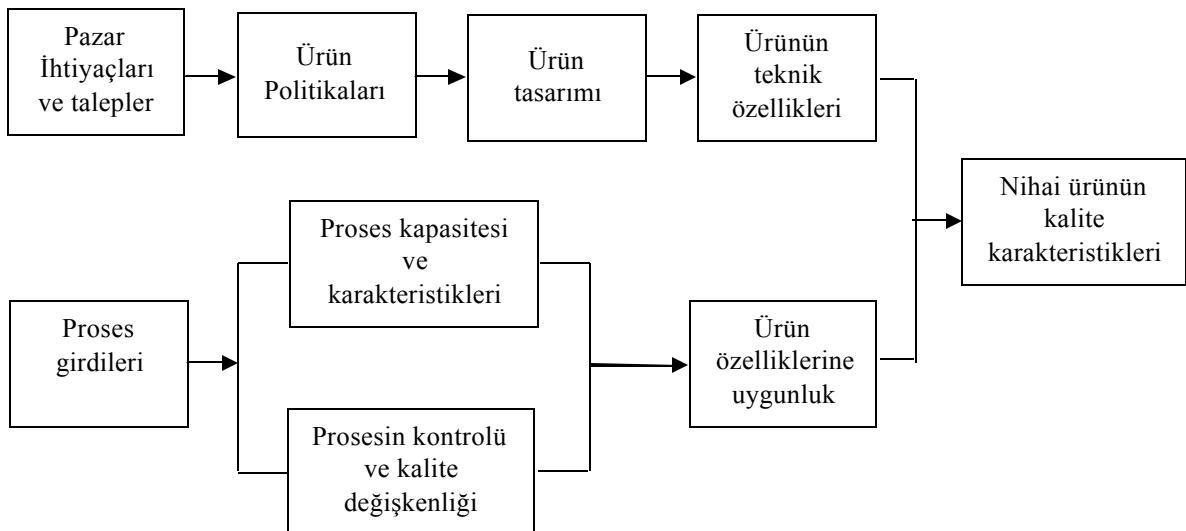 Pazar
İhtiyaçları
ve talepler
Ürün
Politikaları
Ürün
tasarımı
Ürünün
teknik
özellikleri
Nihai ürünün
kalite
karakteristikleri
Proses kapasitesi
ve
karakteristikleri
Proses
girdileri
Ürün
özelliklerine
uygunluk
Prosesin kontrolü
ve kalite
değişkenliği